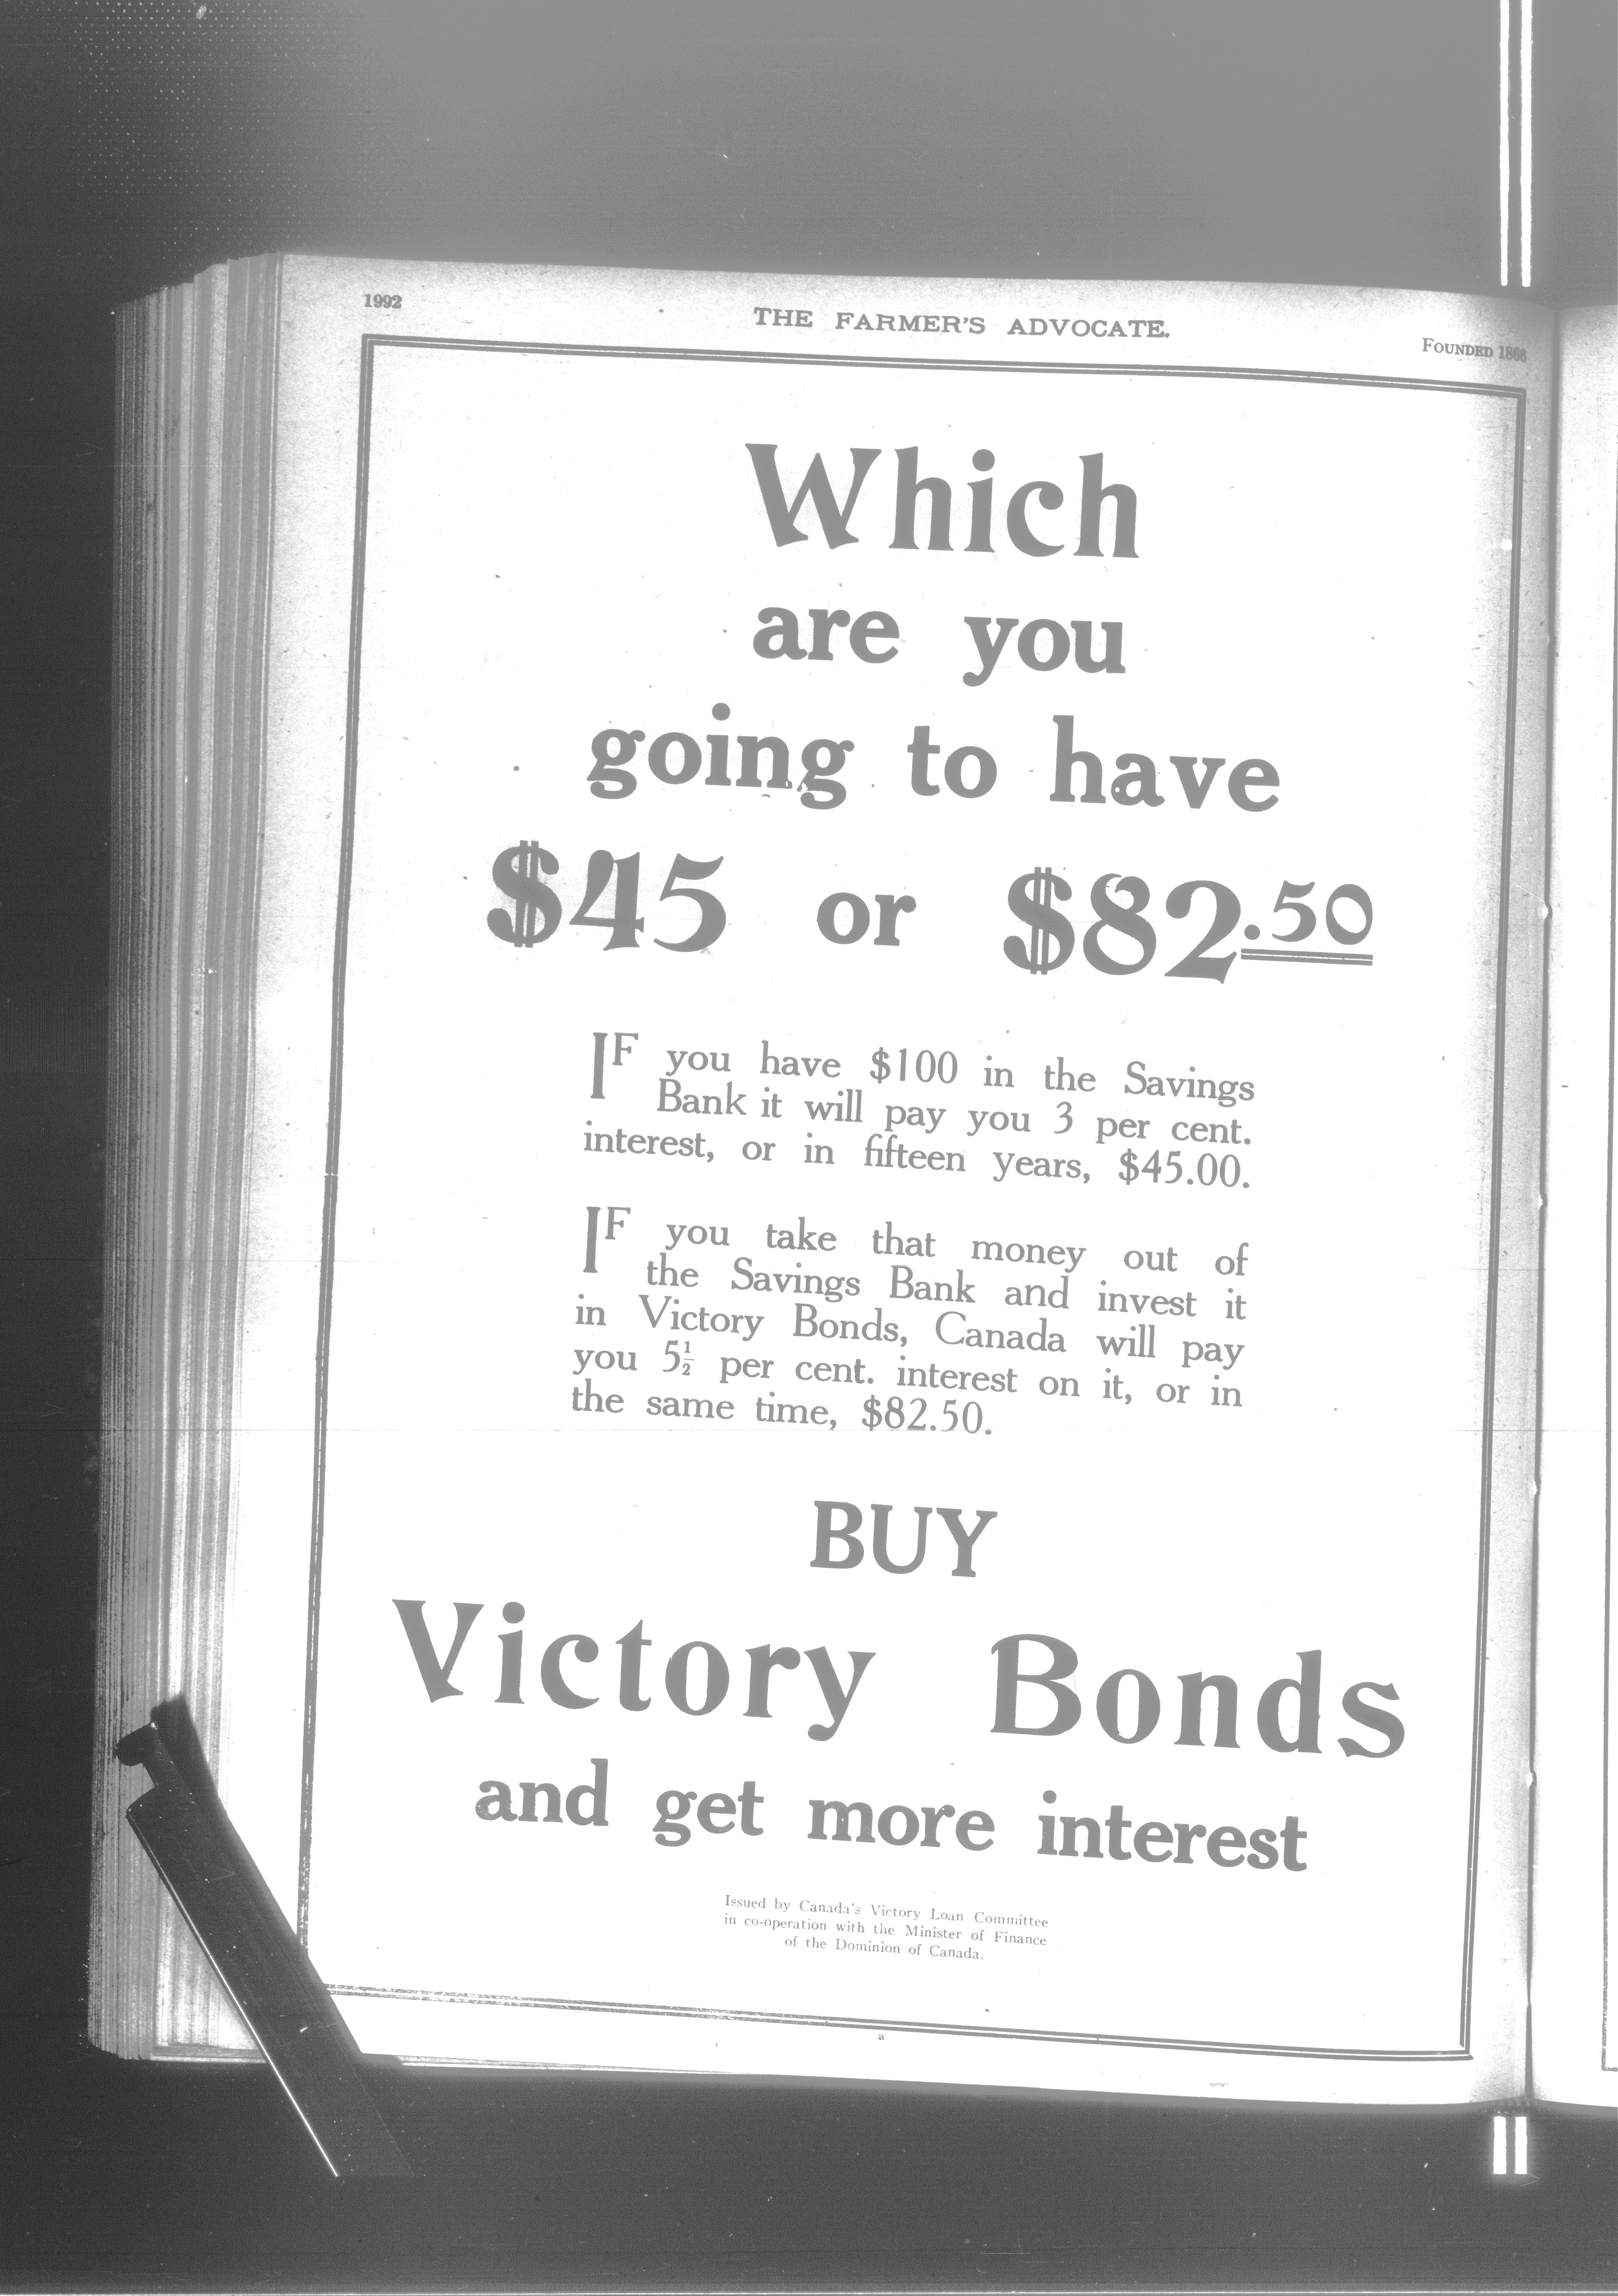 1992
THE FARMER'S ADVOCATE.
FOUNDED 1866
Which
are you
going to have
$45 or $82.50
IF you have $100 in the Savings
Bank it will pay you 3 per cent.
interest, or in fifteen years, $45.00.
IF you take that money out of
the Savings Bank and invest it
in Victory Bonds, Canada will pay
you 5½ per cent. interest on it, or in
the same time, $82.50.
BUY
Victory Bonds
and get more interest
Issued by Canada's Victory Loan Committee
in co-operation with the Minister of Finance
of the Dominion of Canada.
a